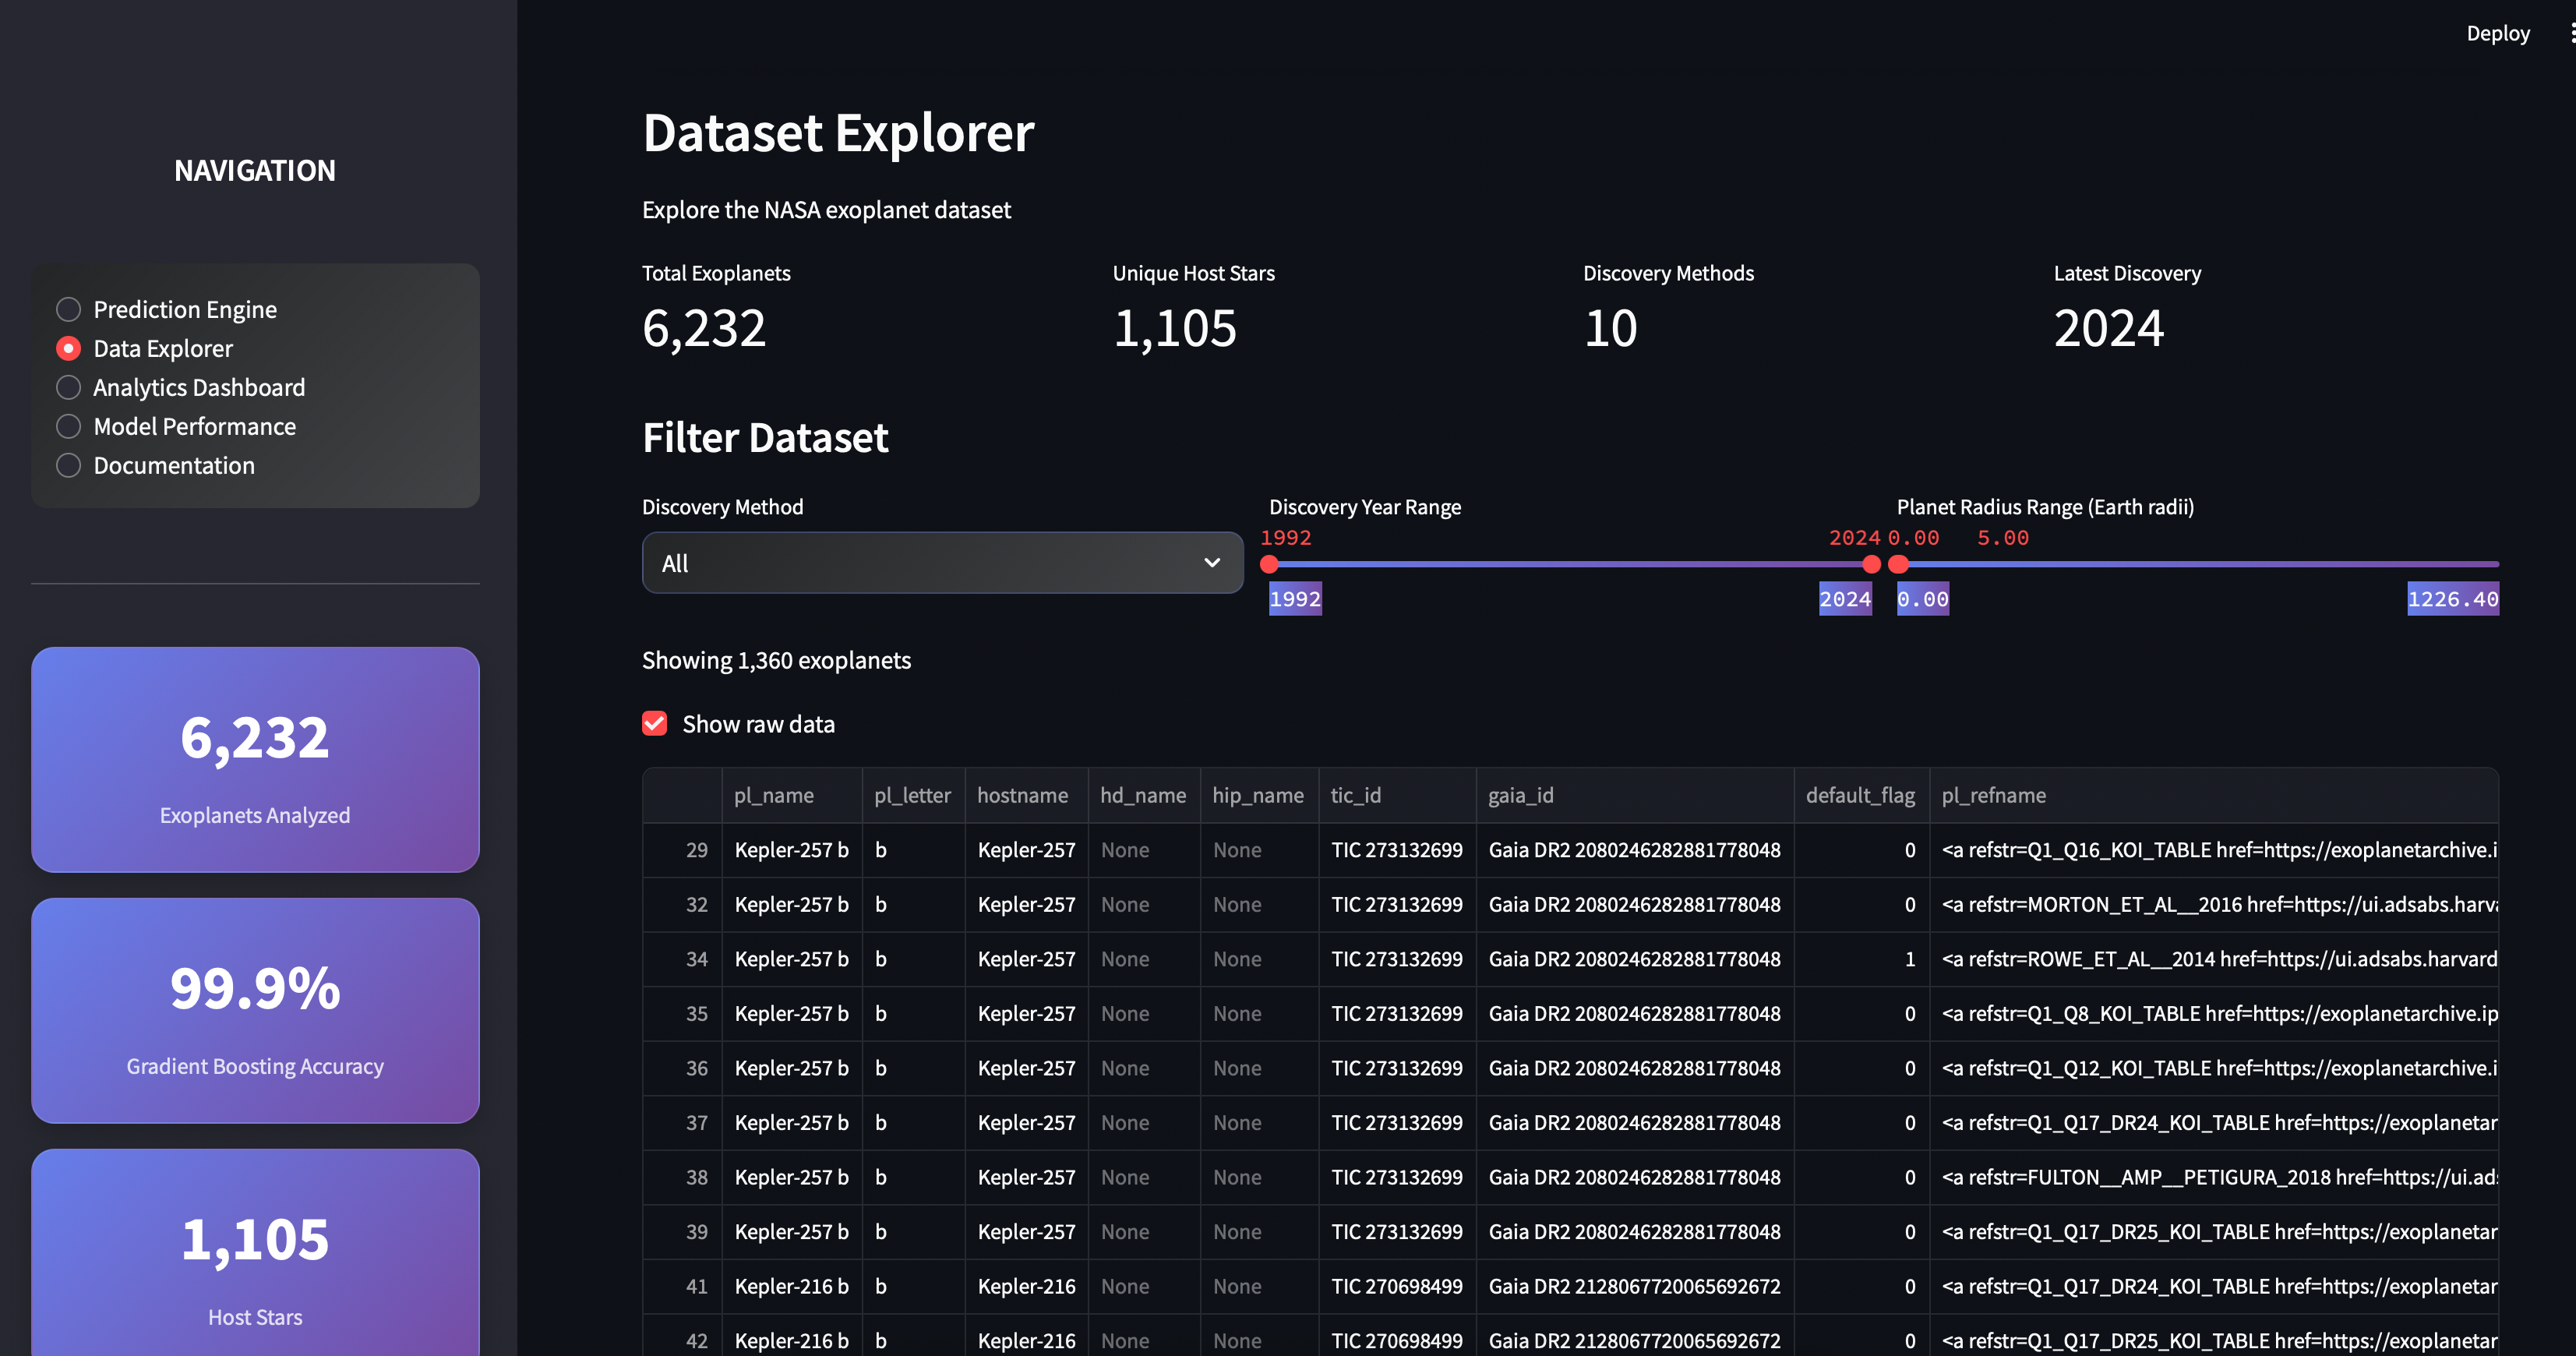 Deploy
NAVIGATION
Prediction Engine
Data Explorer
Analytics Dashboard
Model Performance
Documentation
6,232
Exoplanets Analyzed
99.9%
Gradient Boosting Accuracy
1,105
Host Stars
Dataset Explorer
Explore the NASA exoplanet dataset
Total Exoplanets
6,232
Unique Host Stars
1,105
Discovery Methods
10
Latest Discovery
2024
Filter Dataset
Discovery Method
All
Discovery Year Range
1992 2024
1992 2024
Planet Radius Range (Earth radii)
0.00 5.00
0.00 1226.40
Showing 1,360 exoplanets
Show raw data
pl_name pl_letter hostname hd_name hip_name tic_id gaia_id default_flag pl_refname
29 Kepler-257 b b Kepler-257 None None TIC 273132699 Gaia DR2 2080246282881778048 0 <a refstr=Q1_Q16_KOI_TABLE href=https://exoplanetarchive.i
32 Kepler-257 b b Kepler-257 None None TIC 273132699 Gaia DR2 2080246282881778048 0 <a refstr=MORTON_ET_AL__2016 href=https://ui.adsabs.harva
34 Kepler-257 b b Kepler-257 None None TIC 273132699 Gaia DR2 2080246282881778048 1 <a refstr=ROWE_ET_AL__2014 href=https://ui.adsabs.harvard
35 Kepler-257 b b Kepler-257 None None TIC 273132699 Gaia DR2 2080246282881778048 0 <a refstr=Q1_Q8_KOI_TABLE href=https://exoplanetarchive.ip
36 Kepler-257 b b Kepler-257 None None TIC 273132699 Gaia DR2 2080246282881778048 0 <a refstr=Q1_Q12_KOI_TABLE href=https://exoplanetarchive.i
37 Kepler-257 b b Kepler-257 None None TIC 273132699 Gaia DR2 2080246282881778048 0 <a refstr=Q1_Q17_DR24_KOI_TABLE href=https://exoplanetar
38 Kepler-257 b b Kepler-257 None None TIC 273132699 Gaia DR2 2080246282881778048 0 <a refstr=FULTON__AMP__PETIGURA_2018 href=https://ui.ads
39 Kepler-257 b b Kepler-257 None None TIC 273132699 Gaia DR2 2080246282881778048 0 <a refstr=Q1_Q17_DR25_KOI_TABLE href=https://exoplanetar
41 Kepler-216 b b Kepler-216 None None TIC 270698499 Gaia DR2 2128067720065692672 0 <a refstr=Q1_Q17_DR24_KOI_TABLE href=https://exoplanetar
42 Kepler-216 b b Kepler-216 None None TIC 270698499 Gaia DR2 2128067720065692672 0 <a refstr=Q1_Q17_DR25_KOI_TABLE href=https://exoplanetar